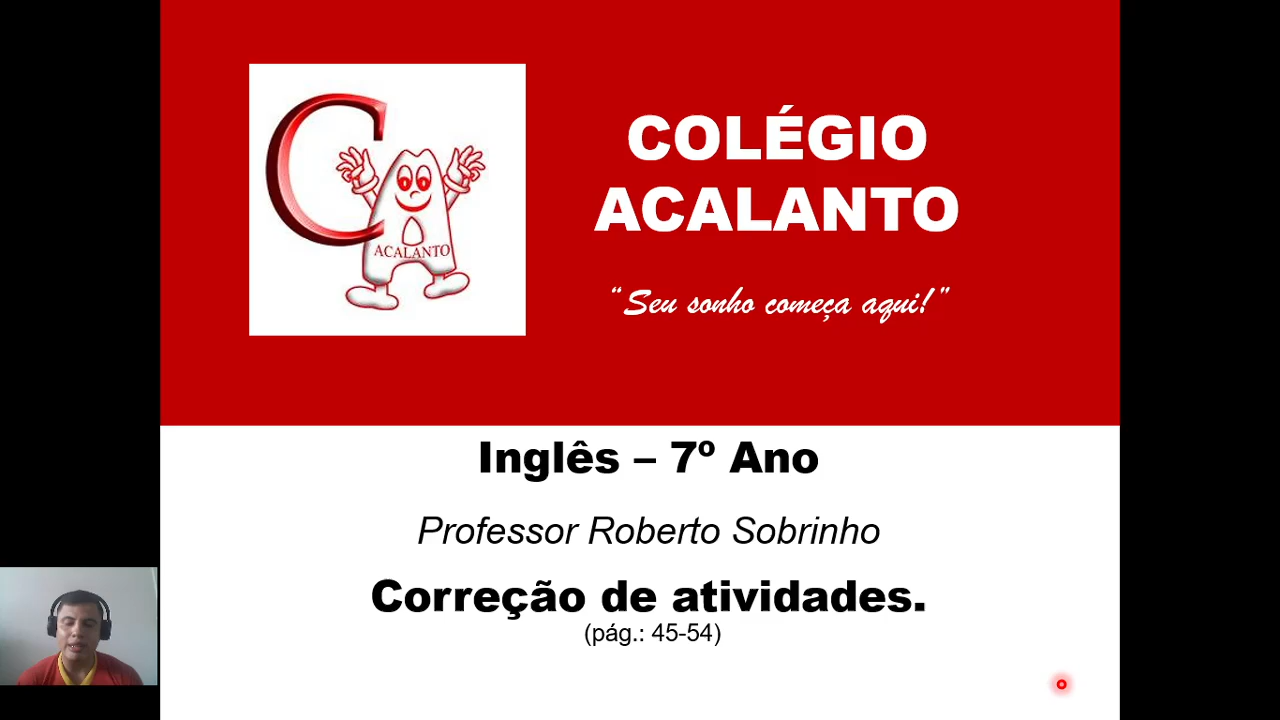 COLÉGIO
ACALANTO
ACALANTO
“Seu sonho começa aqui!”
Inglês – 7º Ano
Professor Roberto Sobrinho
Correção de atividades.
(pág.: 45-54)